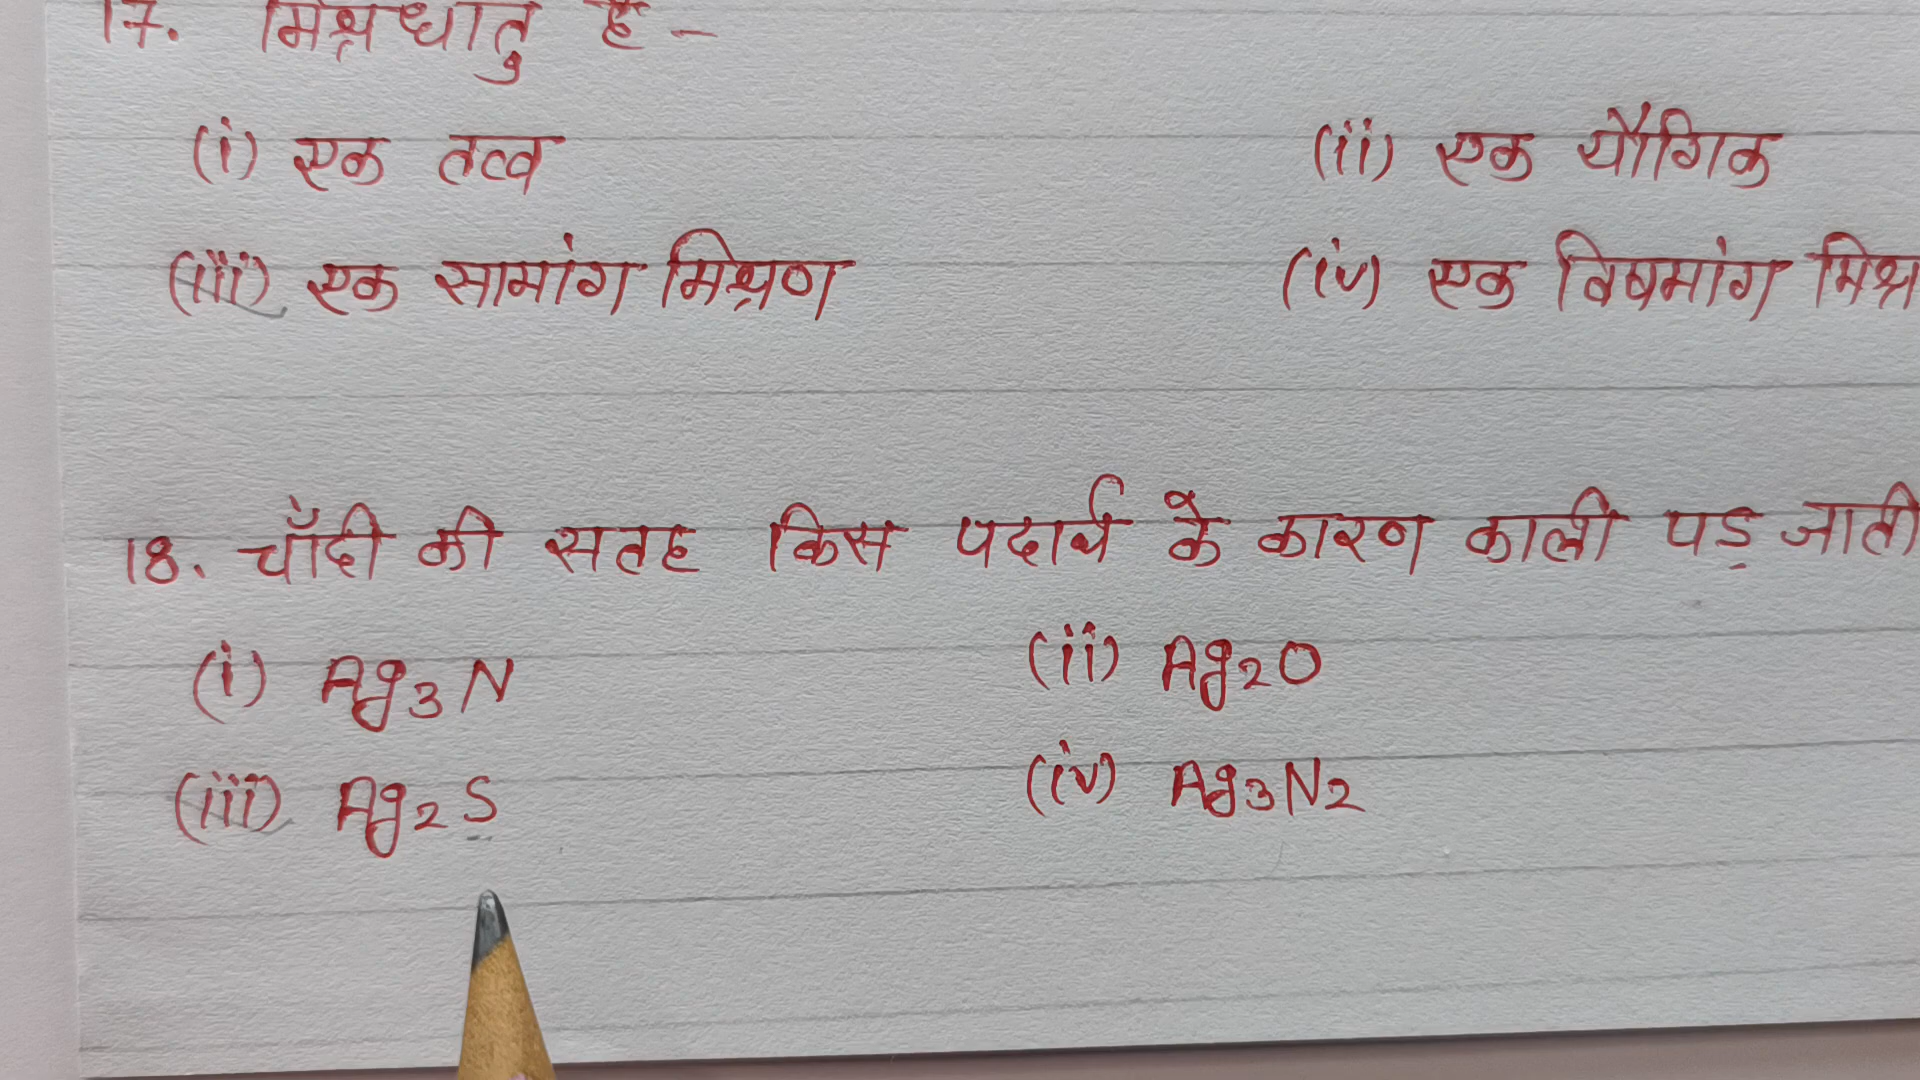 17. मिश्रधातु है -
(i) एक तत्व (ii) एक यौगिक
(iii) एक सामांग मिश्रण (iv) एक विषमांग मिश्र
18. चाँदी की सतह किस पदार्थ के कारण काली पड़ जाती
(i) Ag₃N (ii) Ag₂O
(iii) Ag₂S (iv) Ag₃N₂